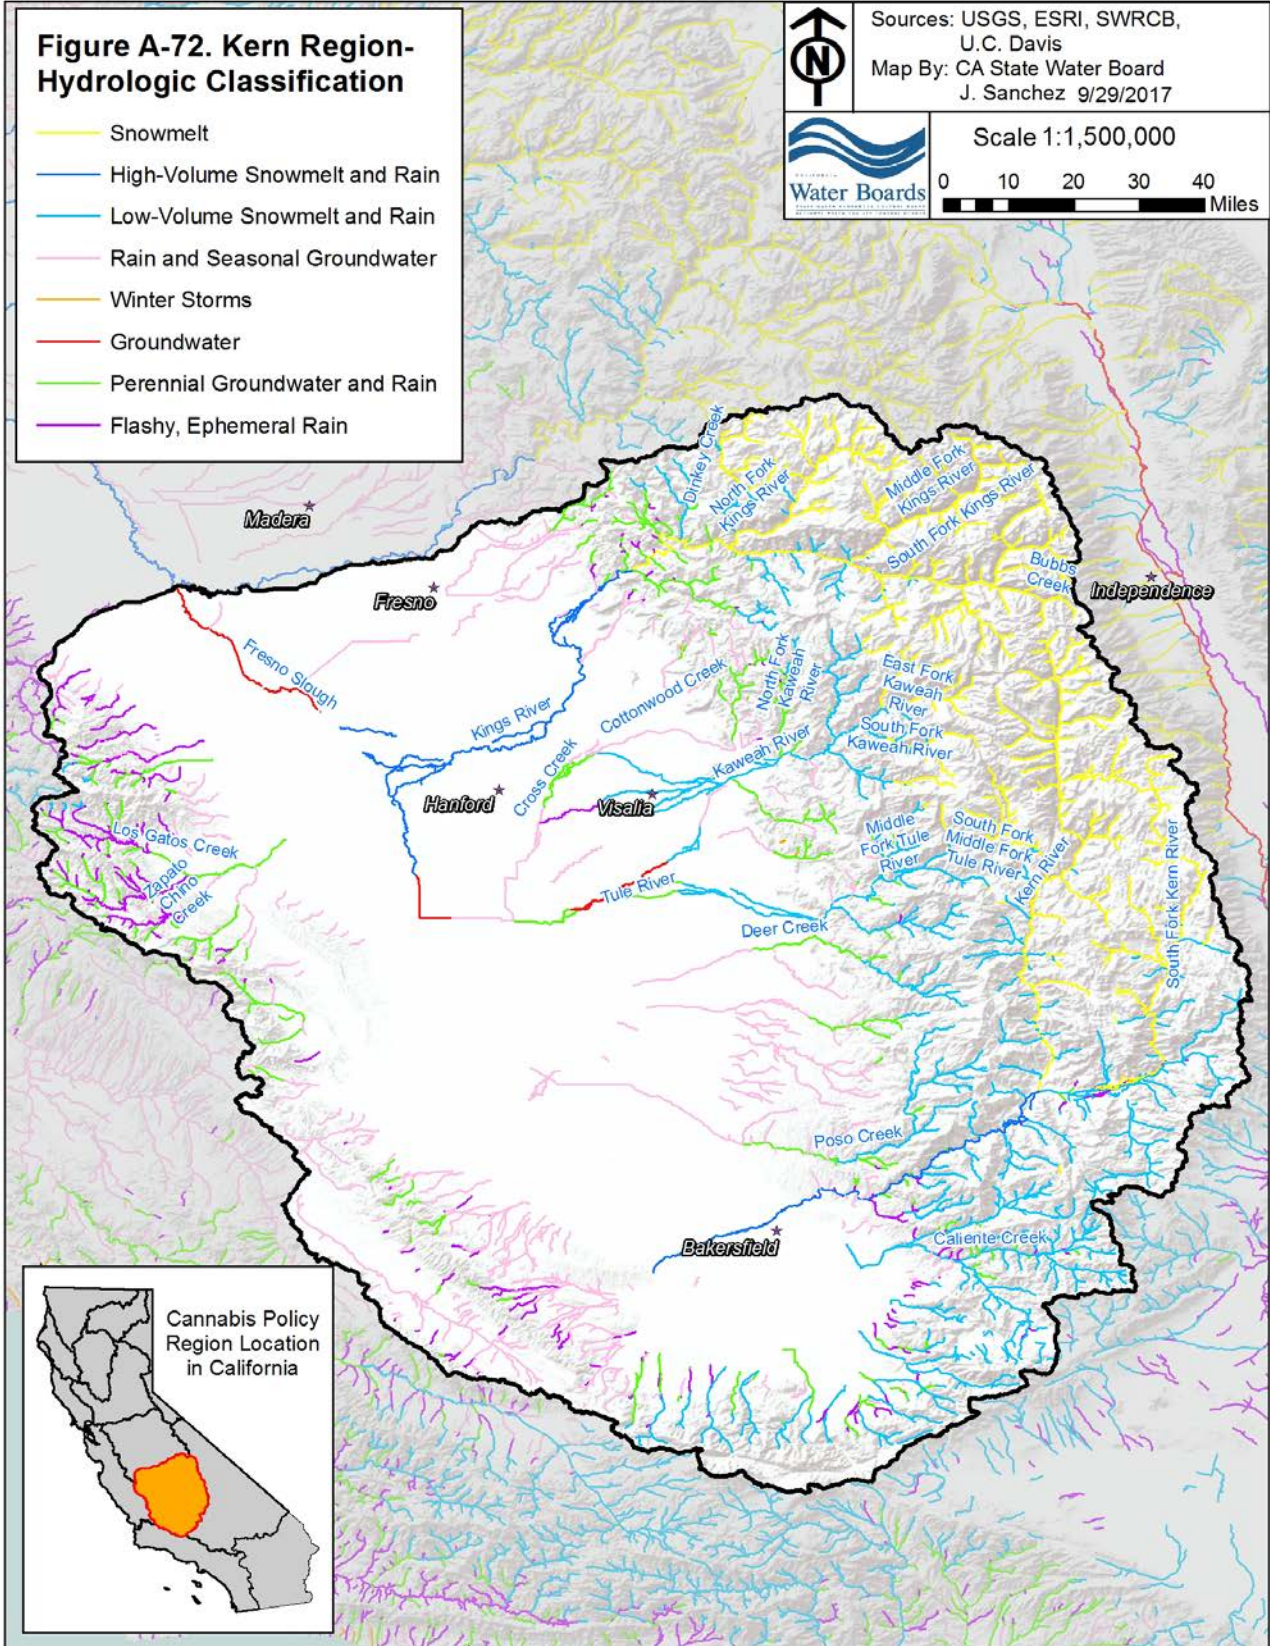 Figure A-72. Kern Region-
Hydrologic Classification
Snowmelt
High-Volume Snowmelt and Rain
Low-Volume Snowmelt and Rain
Rain and Seasonal Groundwater
Winter Storms
Groundwater
Perennial Groundwater and Rain
Flashy, Ephemeral Rain
N
Sources: USGS, ESRI, SWRCB,
U.C. Davis
Map By: CA State Water Board
J. Sanchez 9/29/2017
CALIFORNIA
Water Boards
Scale 1:1,500,000
0 10 20 30 40
Miles
Dinkey Creek
North Fork
Kings River
Middle Fork
Kings River
South Fork Kings River
Bubbs
Creek
Independence
Madera
Fresno
Fresno Slough
Kings River
Cottonwood Creek
North Fork
Kaweah
River
East Fork
Kaweah
River
South Fork
Kaweah River
Kaweah River
Cross Creek
Hanford
Visalia
Los Gatos Creek
Zapato
Chino
Creek
Middle
Fork Tule
River
South Fork
Middle Fork
Tule River
Kern River
South Fork Kern River
Tule River
Deer Creek
Poso Creek
Bakersfield
Caliente Creek
Cannabis Policy
Region Location
in California